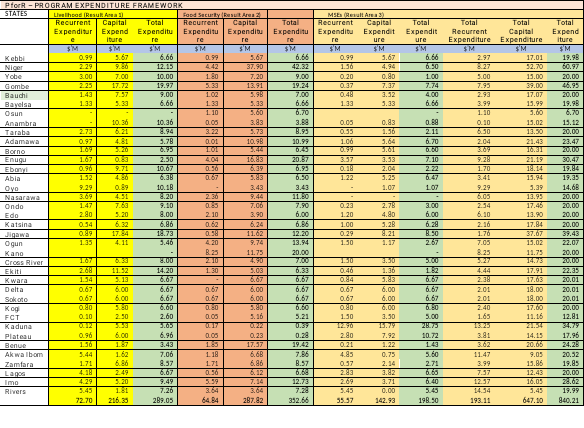 PforR - PROGRAM EXPENDITURE FRAMEWORK
STATES Livelihood (Result Area 1) Food Security (Result Area 2) MSEs (Result Area 3)
Recurrent Expenditure Capital Expenditure Total Expenditure Recurrent Expenditure Capital Expenditure Total Expenditure Recurrent Expenditure Capital Expenditure Total Expenditure Total Recurrent Expenditure Total Capital Expenditure Total Expend iture
$'M $'M $'M $'M $'M $'M $'M $'M $'M $'M $'M $'M
Kebbi 0.99 5.67 6.66 0.99 5.67 6.66 0.99 5.67 6.66 2.97 17.01 19.98
Niger 2.29 9.86 12.15 4.42 37.90 42.32 1.56 4.94 6.50 8.27 52.70 60.97
Yobe 3.00 7.00 10.00 1.80 7.20 9.00 0.20 0.80 1.00 5.00 15.00 20.00
Gombe 2.25 17.72 19.97 5.33 13.91 19.24 0.37 7.37 7.74 7.95 39.00 46.95
Bauchi 1.43 7.57 9.00 1.02 5.98 7.00 0.48 3.52 4.00 2.93 17.07 20.00
Bayelsa 1.33 5.33 6.66 1.33 5.33 6.66 1.33 5.33 6.66 3.99 15.99 19.98
Osun - - - 1.10 5.60 6.70 - - - 1.10 5.60 6.70
Anambra - 10.36 10.36 0.05 3.83 3.88 0.05 0.83 0.88 0.10 15.02 15.12
Taraba 2.73 6.21 8.94 3.22 5.73 8.95 0.55 1.56 2.11 6.50 13.50 20.00
Adamawa 0.97 4.81 5.78 0.01 10.98 10.99 1.06 5.64 6.70 2.04 21.43 23.47
Borno 1.69 5.26 6.95 1.01 5.44 6.45 0.99 5.61 6.60 3.69 16.31 20.00
Enugu 1.67 0.83 2.50 4.04 16.83 20.87 3.57 3.53 7.10 9.28 21.19 30.47
Ebonyi 0.96 9.71 10.67 0.56 6.39 6.95 0.18 2.04 2.22 1.70 18.14 19.84
Abia 1.52 4.86 6.38 0.67 5.83 6.50 1.22 5.25 6.47 3.41 15.94 19.35
Oyo 9.29 0.89 10.18 - 3.43 3.43 - 1.07 1.07 9.29 5.39 14.68
Nasarawa 3.69 4.51 8.20 2.36 9.44 11.80 - - - 6.05 13.95 20.00
Ondo 1.47 7.63 9.10 0.85 7.06 7.90 0.23 2.78 3.00 2.54 17.46 20.00
Edo 2.80 5.20 8.00 2.10 3.90 6.00 1.20 4.80 6.00 6.10 13.90 20.00
Katsina 0.54 6.32 6.86 0.62 6.24 6.86 1.00 5.28 6.28 2.16 17.84 20.00
Jigawa 0.89 17.84 18.73 0.58 11.62 12.20 0.29 8.21 8.50 1.76 37.67 39.43
Ogun 1.35 4.11 5.46 4.20 9.74 13.94 1.50 1.17 2.67 7.05 15.02 22.07
Kano - - - 8.25 11.75 20.00 - - - 8.25 11.75 20.00
Cross River 1.67 6.33 8.00 2.10 4.90 7.00 1.50 3.50 5.00 5.27 14.73 20.00
Ekiti 2.68 11.52 14.20 1.30 5.03 6.33 0.46 1.36 1.82 4.44 17.91 22.35
Kwara 1.54 5.13 6.67 - 6.67 6.67 0.84 5.83 6.67 2.38 17.63 20.01
Delta 0.67 6.00 6.67 0.67 6.00 6.67 0.67 6.00 6.67 2.01 18.00 20.01
Sokoto 0.67 6.00 6.67 0.67 6.00 6.67 0.67 6.00 6.67 2.01 18.00 20.01
Kogi 0.80 5.80 6.60 0.80 5.80 6.60 0.80 6.00 6.80 2.40 17.60 20.00
FCT 0.10 2.50 2.60 0.05 5.16 5.21 1.50 3.50 5.00 1.65 11.16 12.81
Kaduna 0.12 5.53 5.65 0.17 0.22 0.39 12.96 15.79 28.75 13.25 21.54 34.79
Plateau 0.96 6.00 6.96 0.05 0.23 0.28 2.80 7.92 10.72 3.81 14.15 17.96
Benue 1.56 1.87 3.43 1.85 17.57 19.42 0.21 1.22 1.43 3.62 20.66 24.28
Akwa Ibom 5.44 1.62 7.06 1.18 6.68 7.86 4.85 0.75 5.60 11.47 9.05 20.52
Zamfara 1.71 6.86 8.57 1.71 6.86 8.57 0.57 2.14 2.71 3.99 15.86 19.85
Lagos 4.18 2.49 6.67 0.56 6.12 6.68 2.83 3.82 6.65 7.57 12.43 20.00
Imo 4.29 5.20 9.49 5.59 7.14 12.73 2.69 3.71 6.40 12.57 16.05 28.62
Rivers 5.45 1.81 7.26 3.64 1.82 5.45 5.45 0.00 5.45 14.54 5.45 19.99
72.70 216.35 289.05 64.84 287.82 352.66 55.57 142.93 198.50 193.11 647.10 840.21